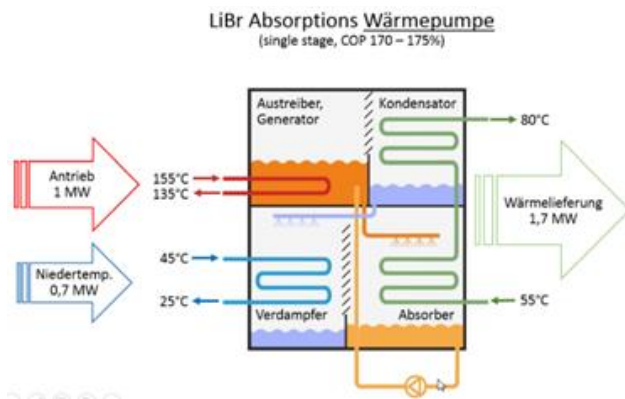 LiBr Absorptions Wärmepumpe
(single stage, COP 170 – 175%)
Austreiber,
Generator
Kondensator
80°C
Antrieb
1 MW
155°C
135°C
Wärmelieferung
1,7 MW
45°C
Niedertemp.
0,7 MW
25°C
55°C
Verdampfer
Absorber